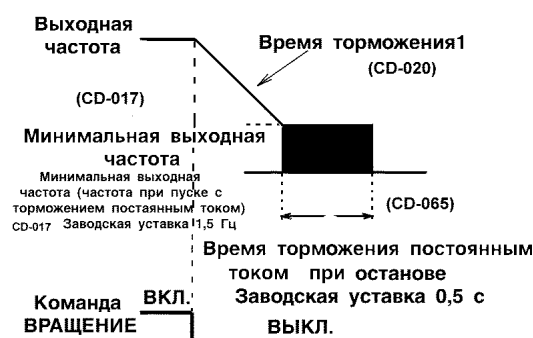 Выходная
частота
Время торможения1
(CD-020)
(CD-017)
Минимальная выходная
частота
Минимальная выходная
частота (частота при пуске с
торможением постаянным током)
CD-017 Заводская уставка 1,5 Гц
(CD-065)
Время торможения постоянным
током при останове
Заводская уставка 0,5 с
Команда
ВРАЩЕНИЕ
ВКЛ.
ВЫКЛ.